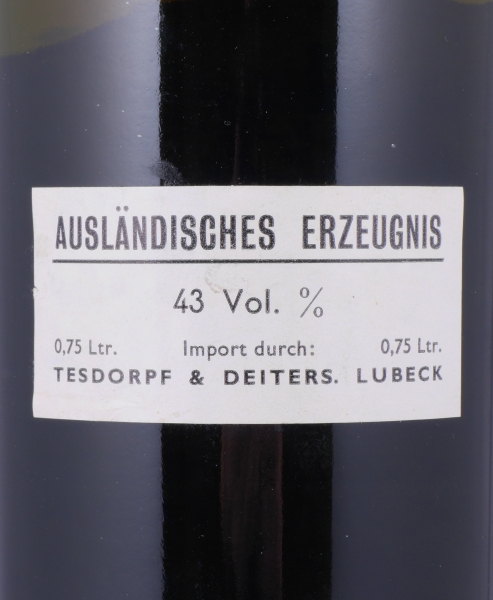 AUSLÄNDISCHES ERZEUGNIS
43 Vol. %
0,75 Ltr. Import durch: 0,75 Ltr.
TESDORPF & DEITERS. LUBECK